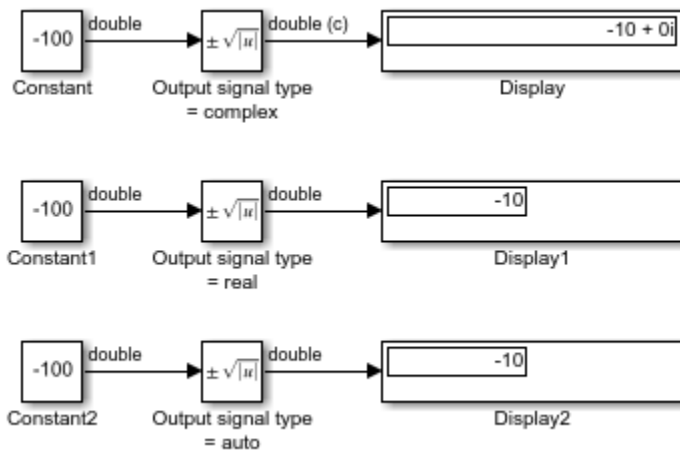 double double (c)
-100 ±√|u| -10 + 0i
Constant Output signal type Display
= complex
double double
-100 ±√|u| -10
Constant1 Output signal type Display1
= real
double double
-100 ±√|u| -10
Constant2 Output signal type Display2
= auto